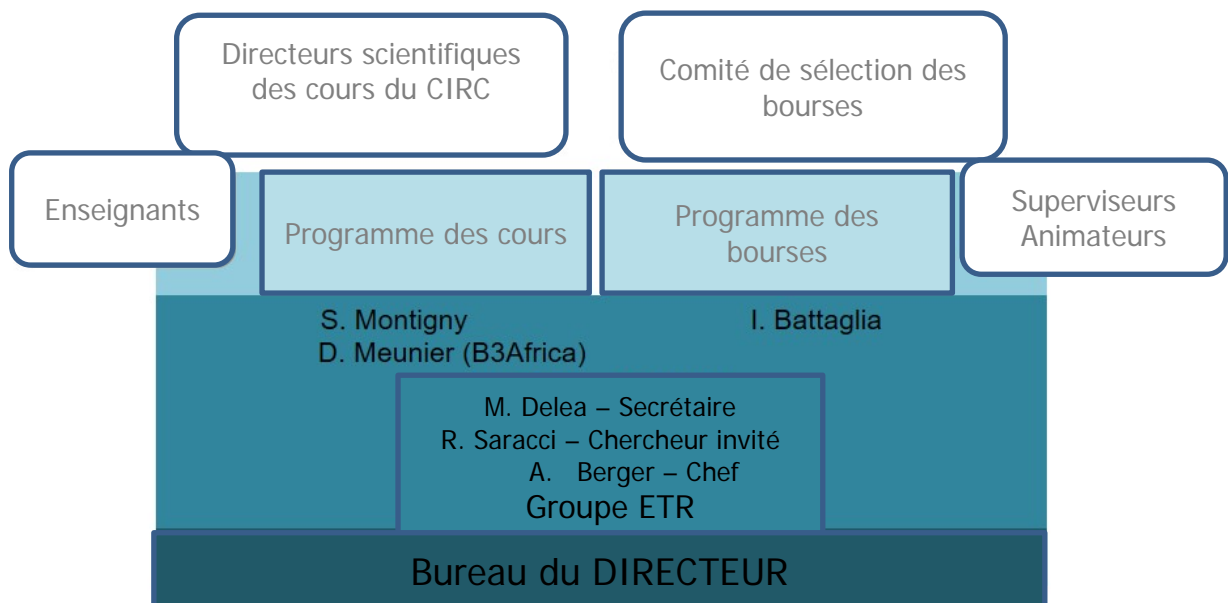 Directeurs scientifiques
des cours du CIRC
Comité de sélection des
bourses
Enseignants
Programme des cours
Programme des
bourses
Superviseurs
Animateurs
S. Montigny
D. Meunier (B3Africa)
I. Battaglia
M. Delea – Secrétaire
R. Saracci – Chercheur invité
A. Berger – Chef
Groupe ETR
Bureau du DIRECTEUR